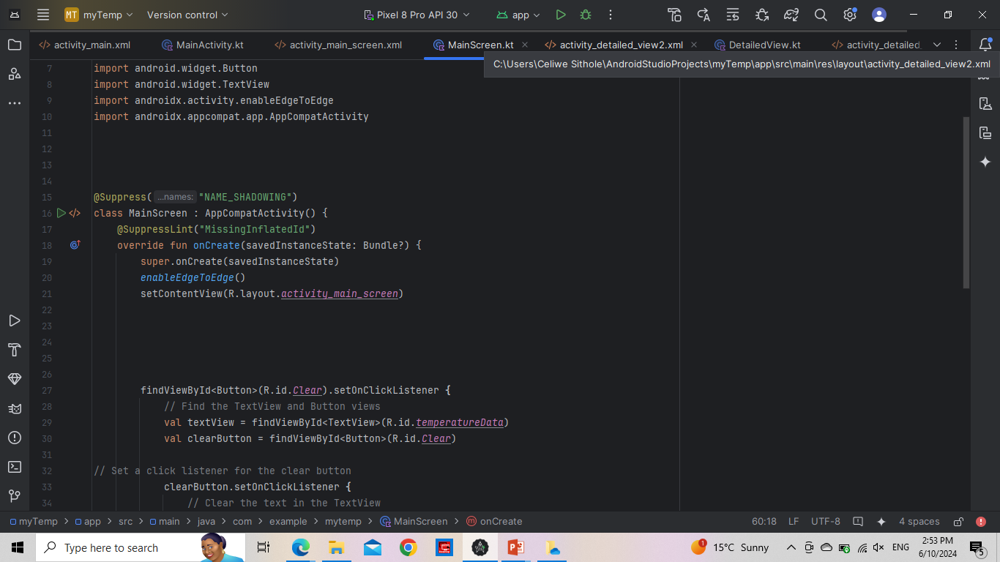 MT myTemp Version control Pixel 8 Pro API 30 app
activity_main.xml MainActivity.kt activity_main_screen.xml MainScreen.kt activity_detailed_view2.xml DetailedView.kt activity_detailed
C:\Users\Celiwe Sithole\AndroidStudioProjects\myTemp\app\src\main\res\layout\activity_detailed_view2.xml
7 import android.widget.Button
8 import android.widget.TextView
9 import androidx.activity.enableEdgeToEdge
10 import androidx.appcompat.app.AppCompatActivity
11
12
13
14
15 @Suppress( ...names: "NAME_SHADOWING")
16 class MainScreen : AppCompatActivity() {
17 @SuppressLint("MissingInflatedId")
18 override fun onCreate(savedInstanceState: Bundle?) {
19 super.onCreate(savedInstanceState)
20 enableEdgeToEdge()
21 setContentView(R.layout.activity_main_screen)
22
23
24
25
26
27 findViewById<Button>(R.id.Clear).setOnClickListener {
28 // Find the TextView and Button views
29 val textView = findViewById<TextView>(R.id.temperatureData)
30 val clearButton = findViewById<Button>(R.id.Clear)
31
32 // Set a click listener for the clear button
33 clearButton.setOnClickListener {
34 // Clear the text in the TextView
myTemp > app > src > main > java > com > example > mytemp > MainScreen > onCreate 60:18 LF UTF-8 4 spaces
Type here to search 15°C Sunny ENG 2:53 PM
6/10/2024 5